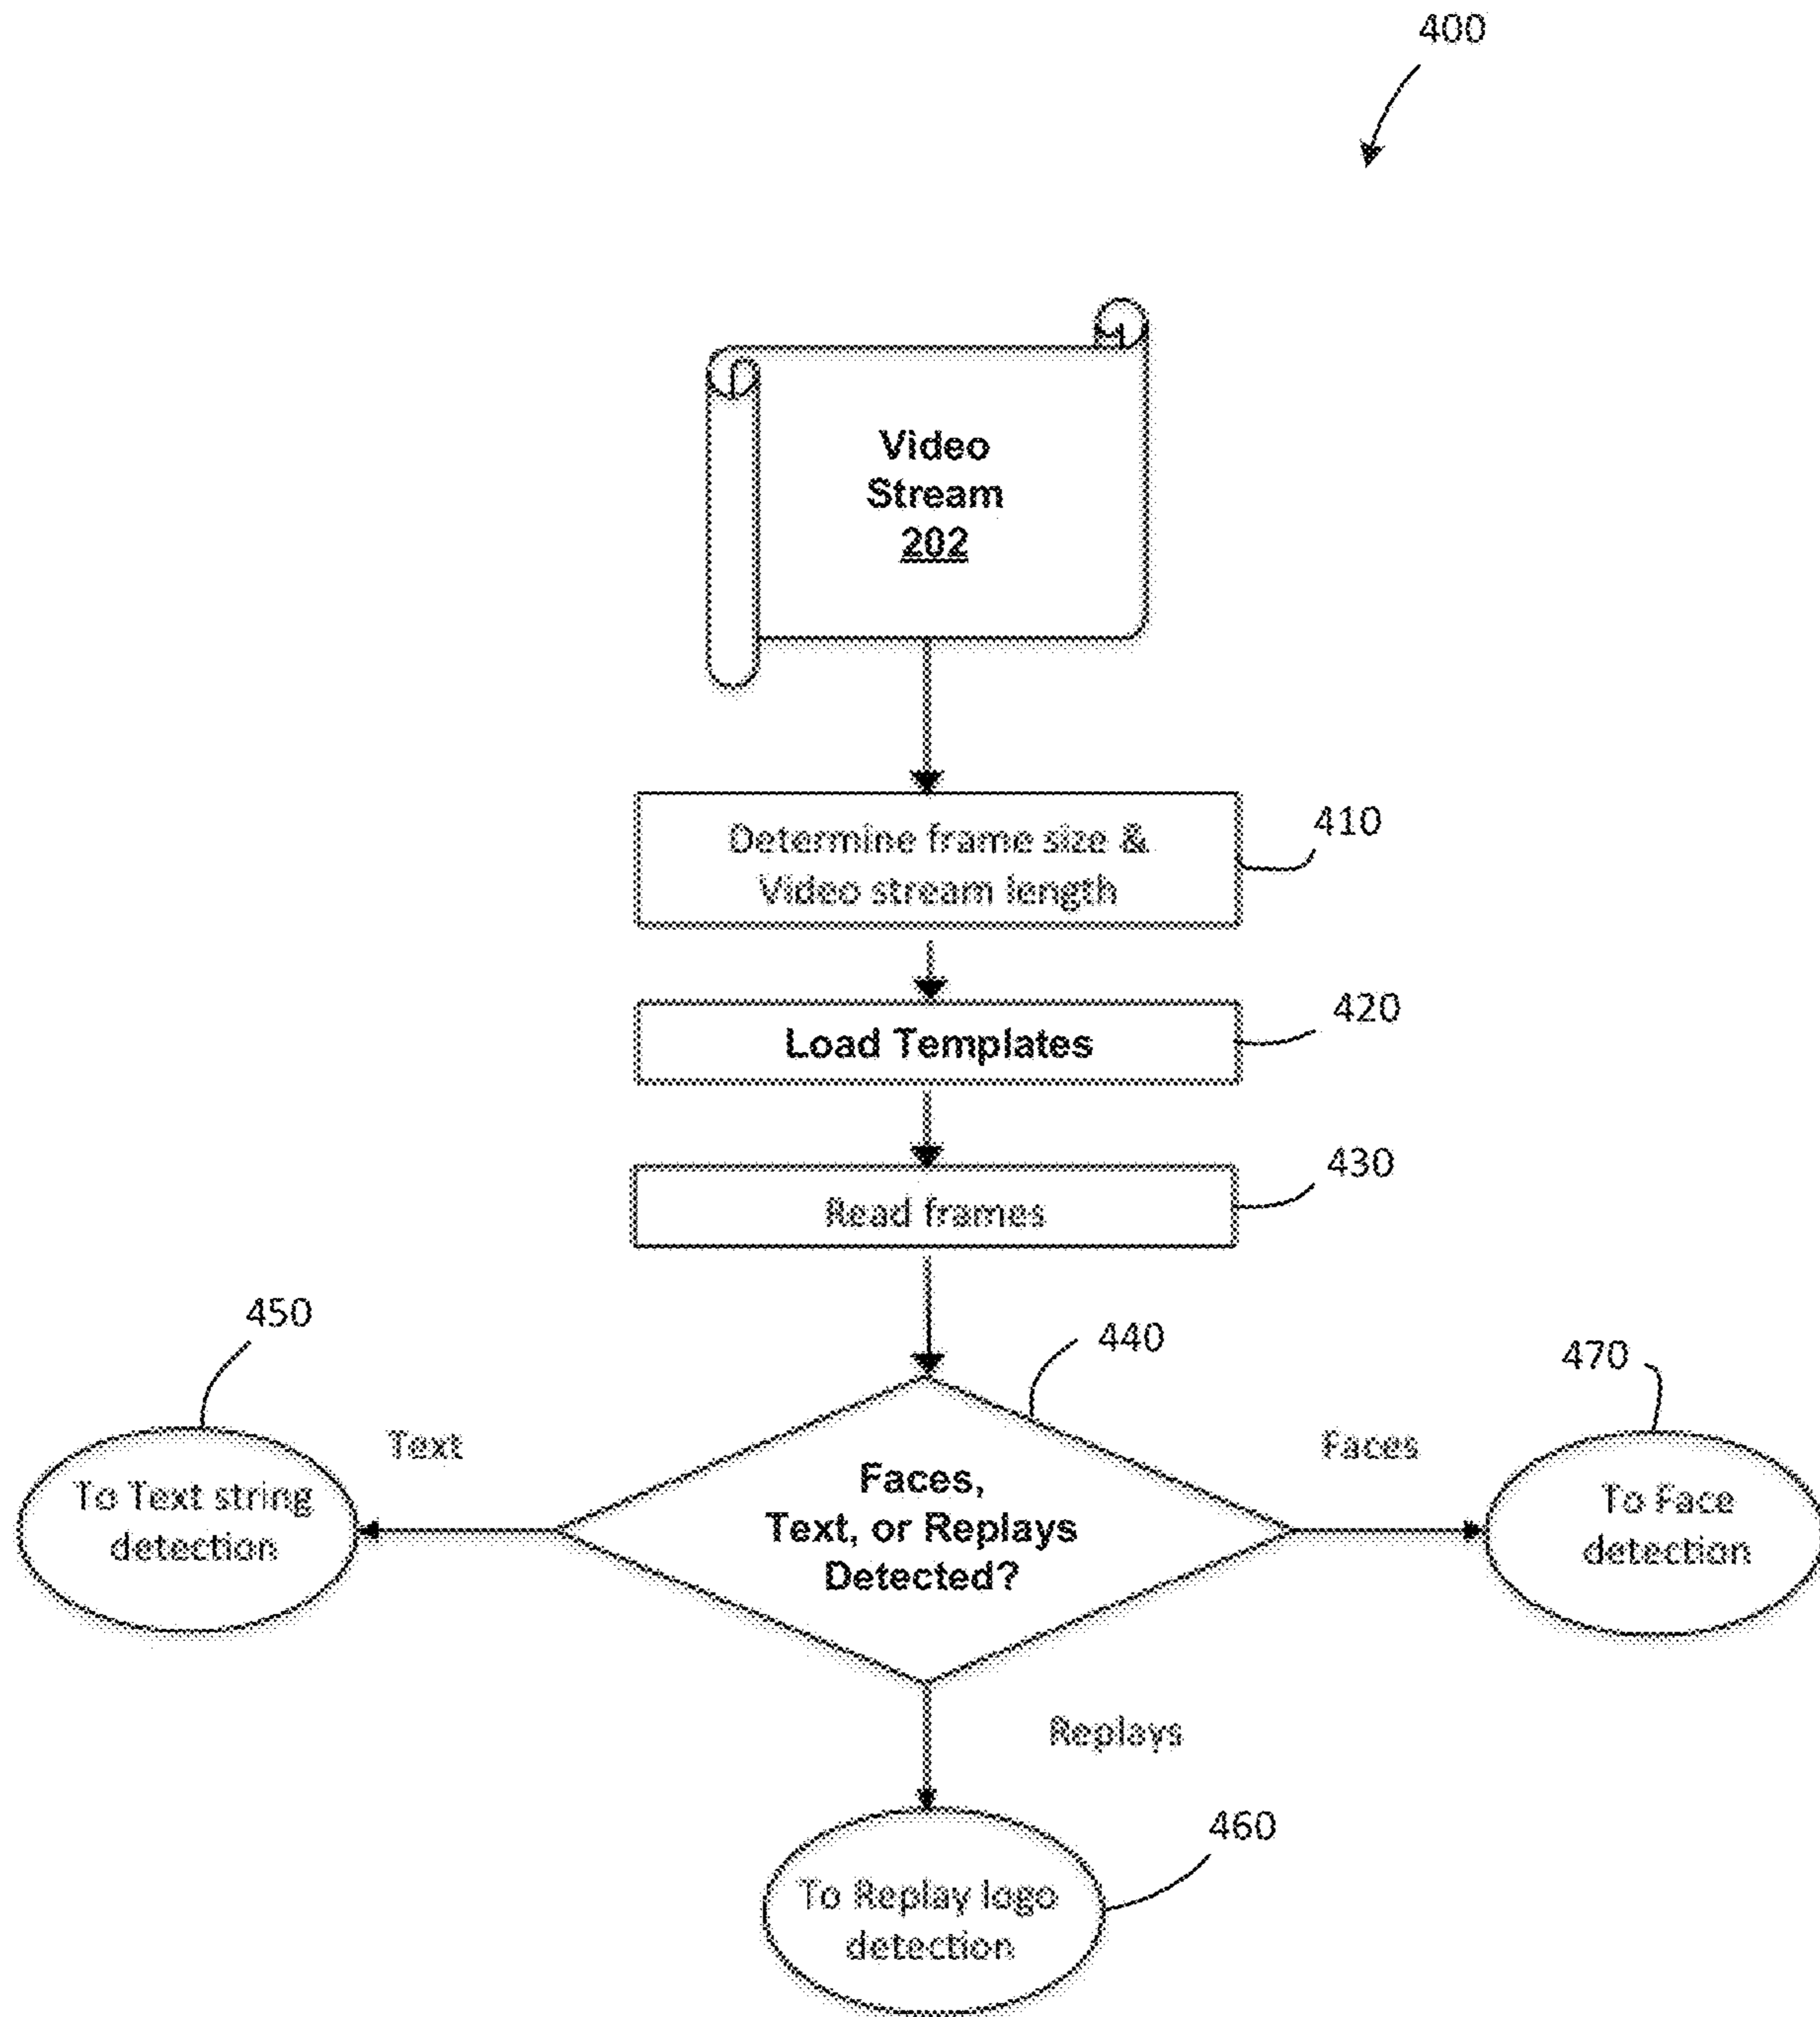 400
Video
Stream
202
Determine frame size &
Video stream length
410
Load Templates
420
Read frames
430
450
440
470
Text
Faces
To Text string
detection
Faces,
Text, or Replays
Detected?
To Face
detection
Replays
460
To Replay logo
detection